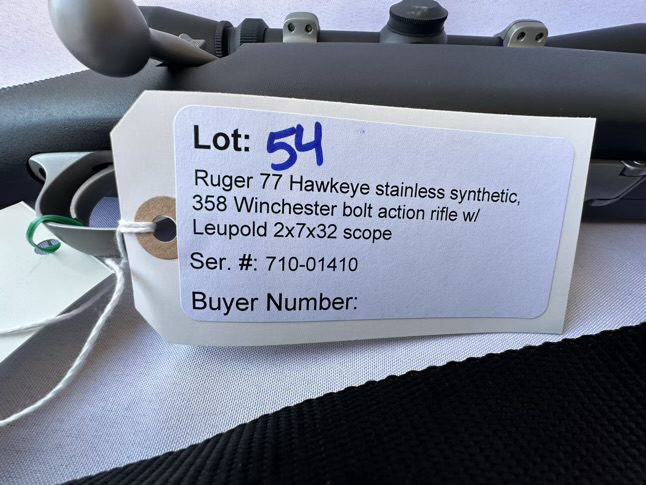 Lot: 54
Ruger 77 Hawkeye stainless synthetic,
358 Winchester bolt action rifle w/
Leupold 2x7x32 scope
Ser. #: 710-01410
Buyer Number: